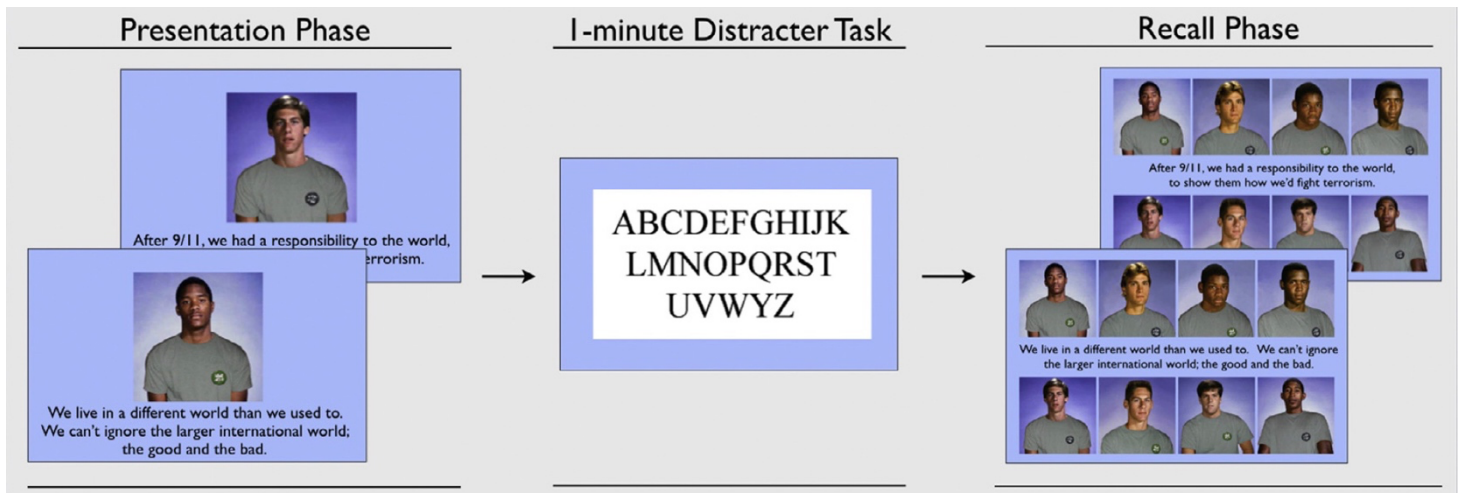 Presentation Phase
After 9/11, we had a responsibility to the world,
errorism.
We live in a different world than we used to.
We can't ignore the larger international world;
the good and the bad.
1-minute Distracter Task
ABCDEFGHIJK
LMNOPQRST
UVWYZ
Recall Phase
After 9/11, we had a responsibility to the world,
to show them how we'd fight terrorism.
We live in a different world than we used to. We can't ignore
the larger international world; the good and the bad.